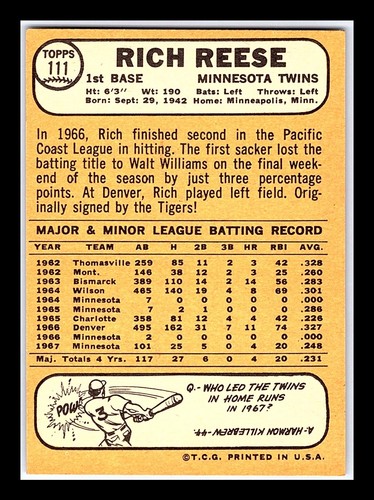 TOPPS
111
RICH REESE
1st BASE MINNESOTA TWINS
Ht: 6'3" Wt: 190 Bats: Left Throws: Left
Born: Sept: 29, 1942 Home: Minneapolis, Minn.
In 1966, Rich finished second in the Pacific
Coast League in hitting. The first sacker lost the
batting title to Walt Williams on the final week-
end of the season by just three percentage
points. At Denver, Rich played left field. Orig-
inally signed by the Tigers!
MAJOR & MINOR LEAGUE BATTING RECORD
YEAR TEAM AB H 2B 3B HR RBI AVG.
1962 Thomasville 259 85 11 2 3 42 .328
1962 Mont. 146 38 12 2 3 25 .260
1963 Bismarck 389 110 14 2 14 56 .283
1964 Wilson 465 140 19 4 8 69 .301
1964 Minnesota 7 0 0 0 0 0 .000
1965 Minnesota 7 2 1 0 0 0 .286
1965 Charlotte 358 81 12 4 4 42 .226
1966 Denver 495 162 31 7 11 74 .327
1966 Minnesota 2 0 0 0 0 0 .000
1967 Minnesota 101 25 5 0 4 20 .248
Maj. Totals 4 Yrs. 117 27 6 0 4 20 .231
POW!
3
Q.- WHO LED THE TWINS
IN HOME RUNS
IN 1967?
A- HARMON KILLEBREW - 44.
©T.C.G. PRINTED IN U.S.A.